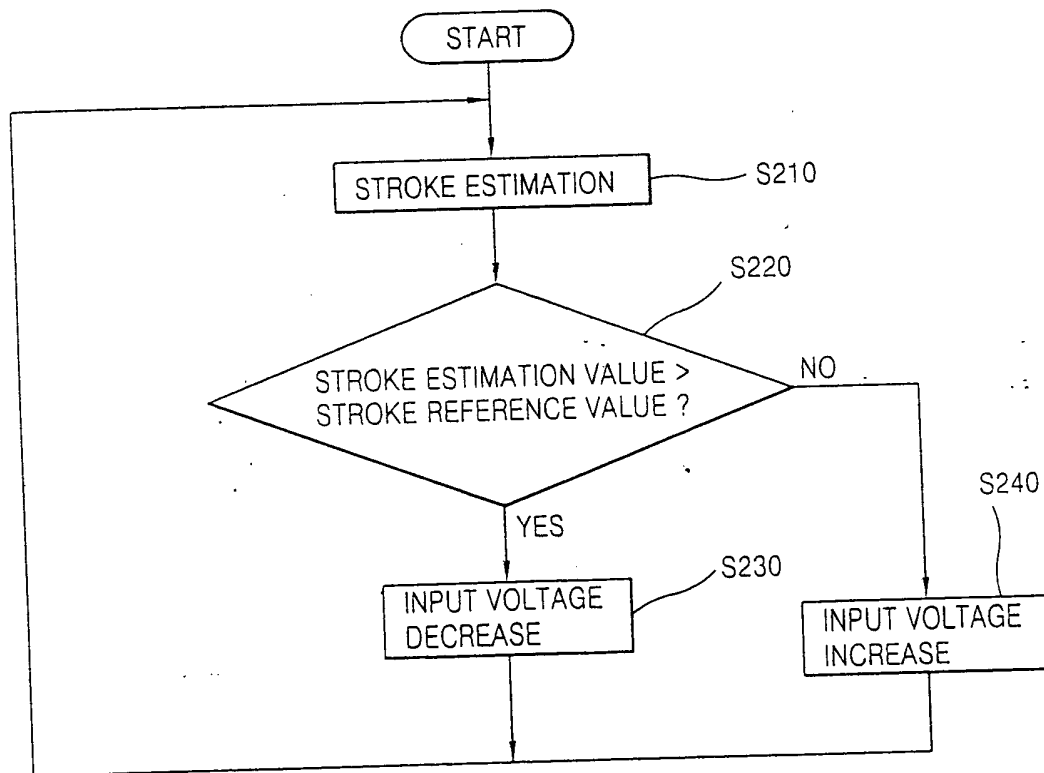 START
STROKE ESTIMATION
S210
S220
STROKE ESTIMATION VALUE >
STROKE REFERENCE VALUE ?
NO
YES
S240
S230
INPUT VOLTAGE
DECREASE
INPUT VOLTAGE
INCREASE